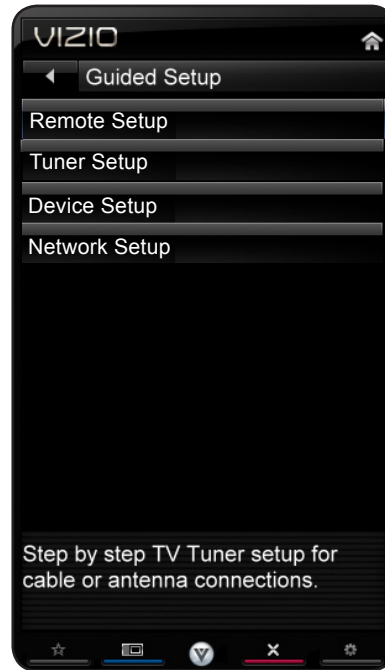 VIZIO
Guided Setup
Remote Setup
Tuner Setup
Device Setup
Network Setup
Step by step TV Tuner setup for
cable or antenna connections.
V